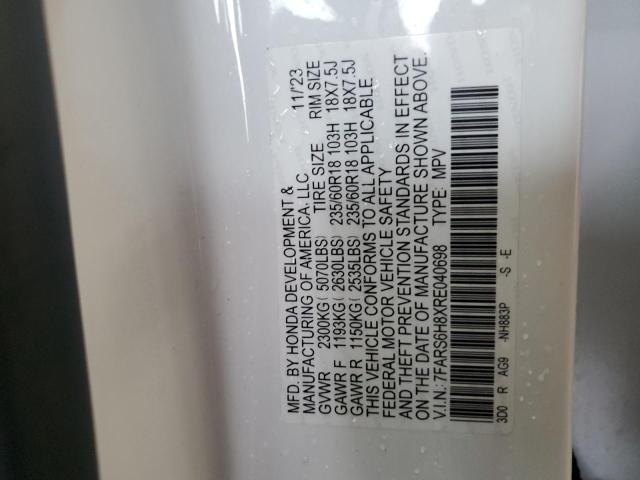 MFD. BY HONDA DEVELOPMENT &
MANUFACTURING OF AMERICA, LLC 11/'23
GVWR 2300KG ( 5070LBS) TIRE SIZE RIM SIZE
GAWR F 1193KG ( 2630LBS) 235/60R18 103H 18X7.5J
GAWR R 1150KG ( 2535LBS) 235/60R18 103H 18X7.5J
THIS VEHICLE CONFORMS TO ALL APPLICABLE
FEDERAL MOTOR VEHICLE SAFETY
AND THEFT PREVENTION STANDARDS IN EFFECT
ON THE DATE OF MANUFACTURE SHOWN ABOVE.
V.I.N: 7FARS6H8XRE040698 TYPE: MPV
3D0 R AG9 -NH883P -S -E